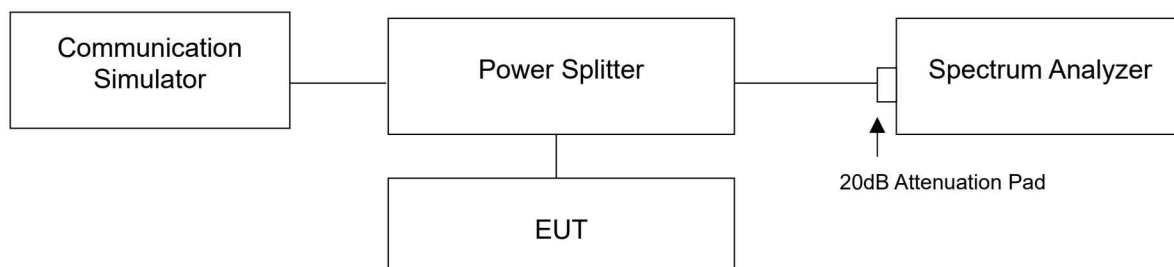 Communication
Simulator
Power Splitter
Spectrum Analyzer
20dB Attenuation Pad
EUT